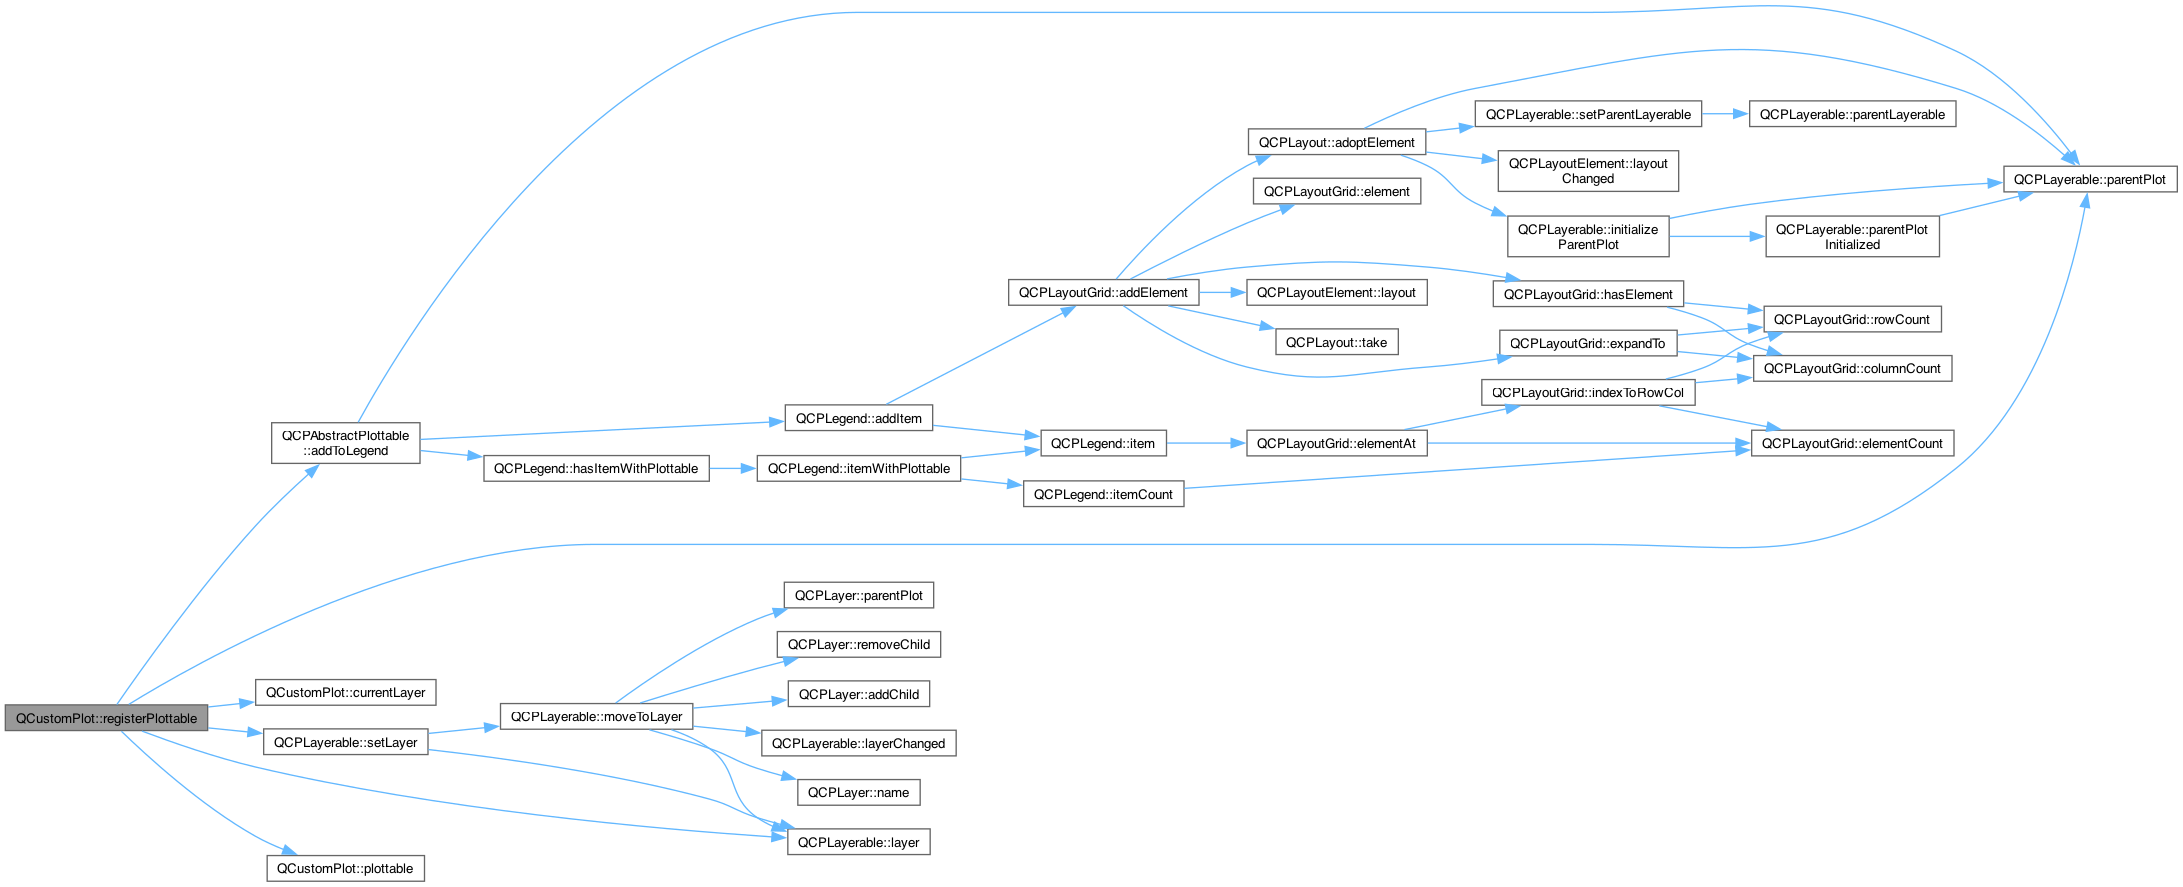 QCustomPlot::registerPlottable
QCPAbstractPlottable
::addToLegend
QCustomPlot::currentLayer
QCPLayerable::setLayer
QCustomPlot::plottable
QCPLegend::hasItemWithPlottable
QCPLayerable::moveToLayer
QCPLegend::addItem
QCPLegend::itemWithPlottable
QCPLayer::parentPlot
QCPLayer::removeChild
QCPLayer::addChild
QCPLayerable::layerChanged
QCPLayer::name
QCPLayerable::layer
QCPLayoutGrid::addElement
QCPLegend::item
QCPLegend::itemCount
QCPLayout::adoptElement
QCPLayoutGrid::element
QCPLayoutElement::layout
QCPLayout::take
QCPLayoutGrid::elementAt
QCPLayerable::setParentLayerable
QCPLayoutElement::layout
Changed
QCPLayerable::initialize
ParentPlot
QCPLayoutGrid::hasElement
QCPLayoutGrid::expandTo
QCPLayoutGrid::indexToRowCol
QCPLayerable::parentLayerable
QCPLayerable::parentPlot
Initialized
QCPLayoutGrid::rowCount
QCPLayoutGrid::columnCount
QCPLayoutGrid::elementCount
QCPLayerable::parentPlot